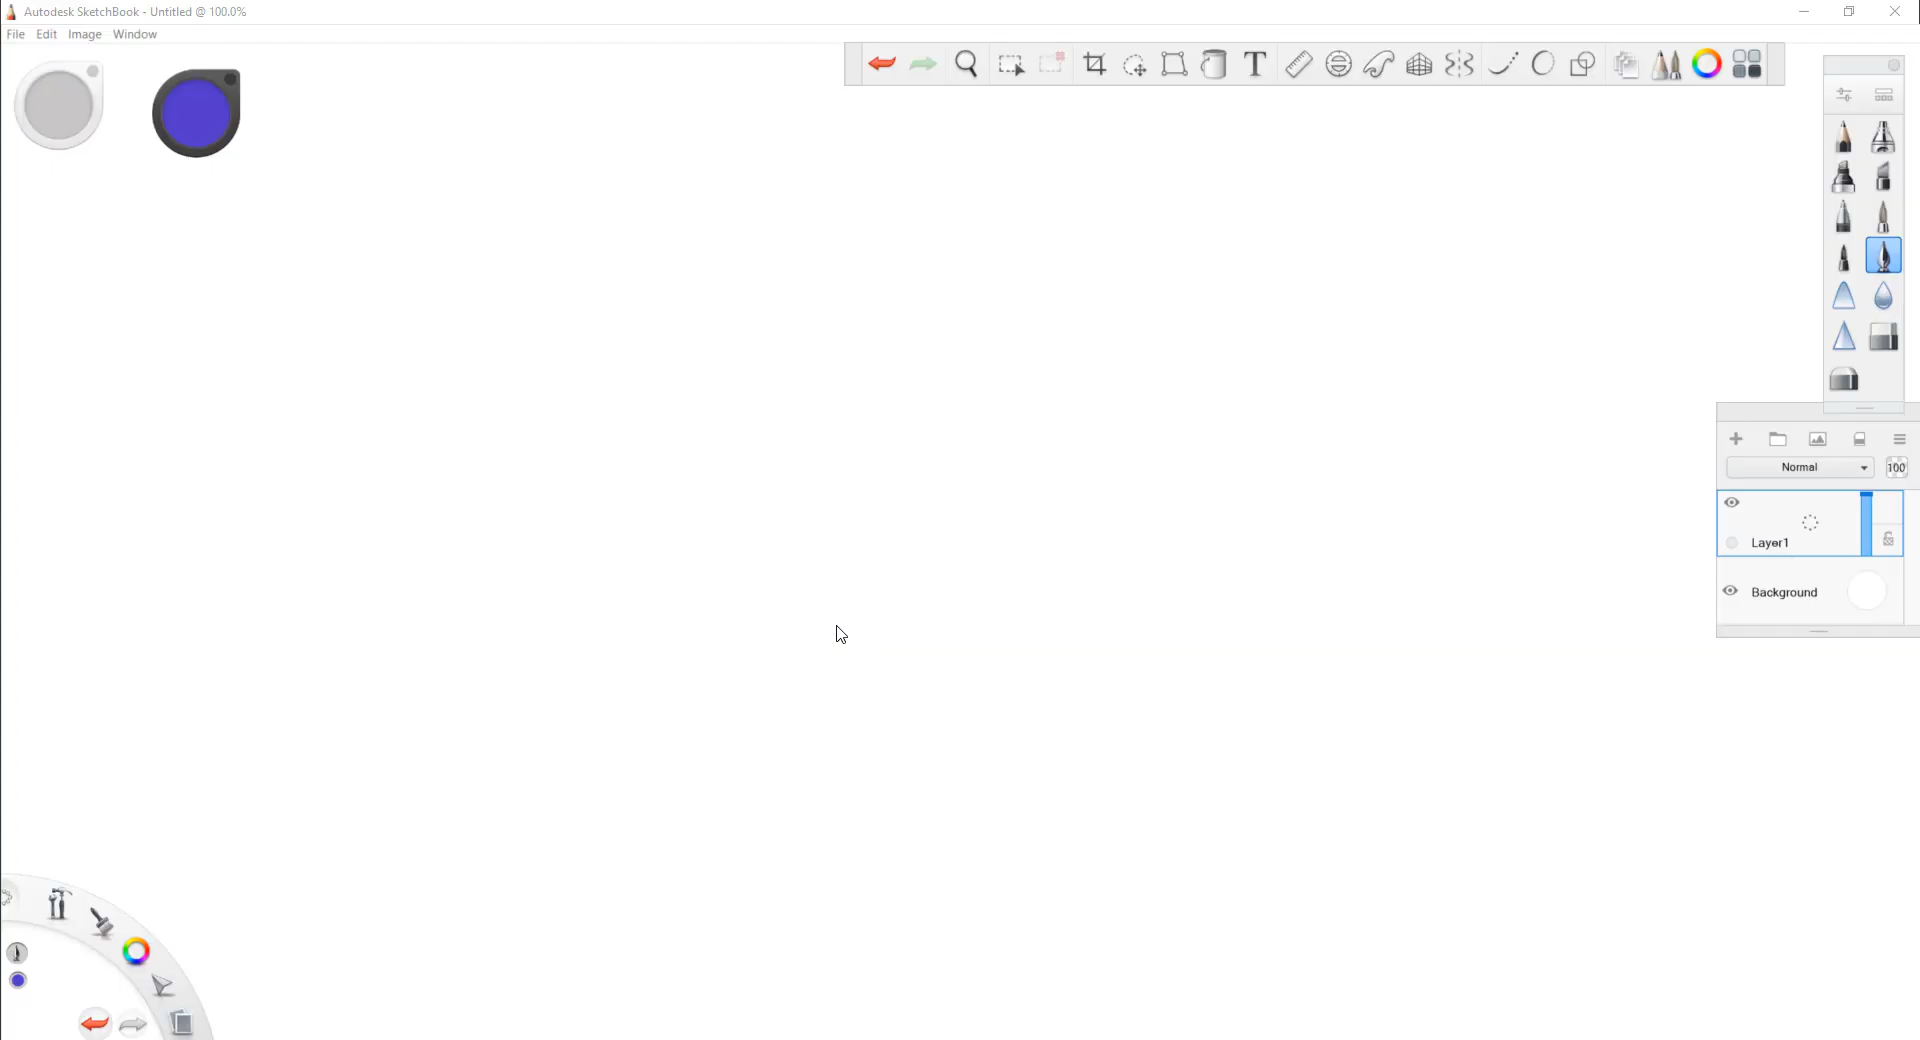 Autodesk SketchBook - Untitled @ 100.0%
File Edit Image Window
T
Normal 100
Layer1
Background